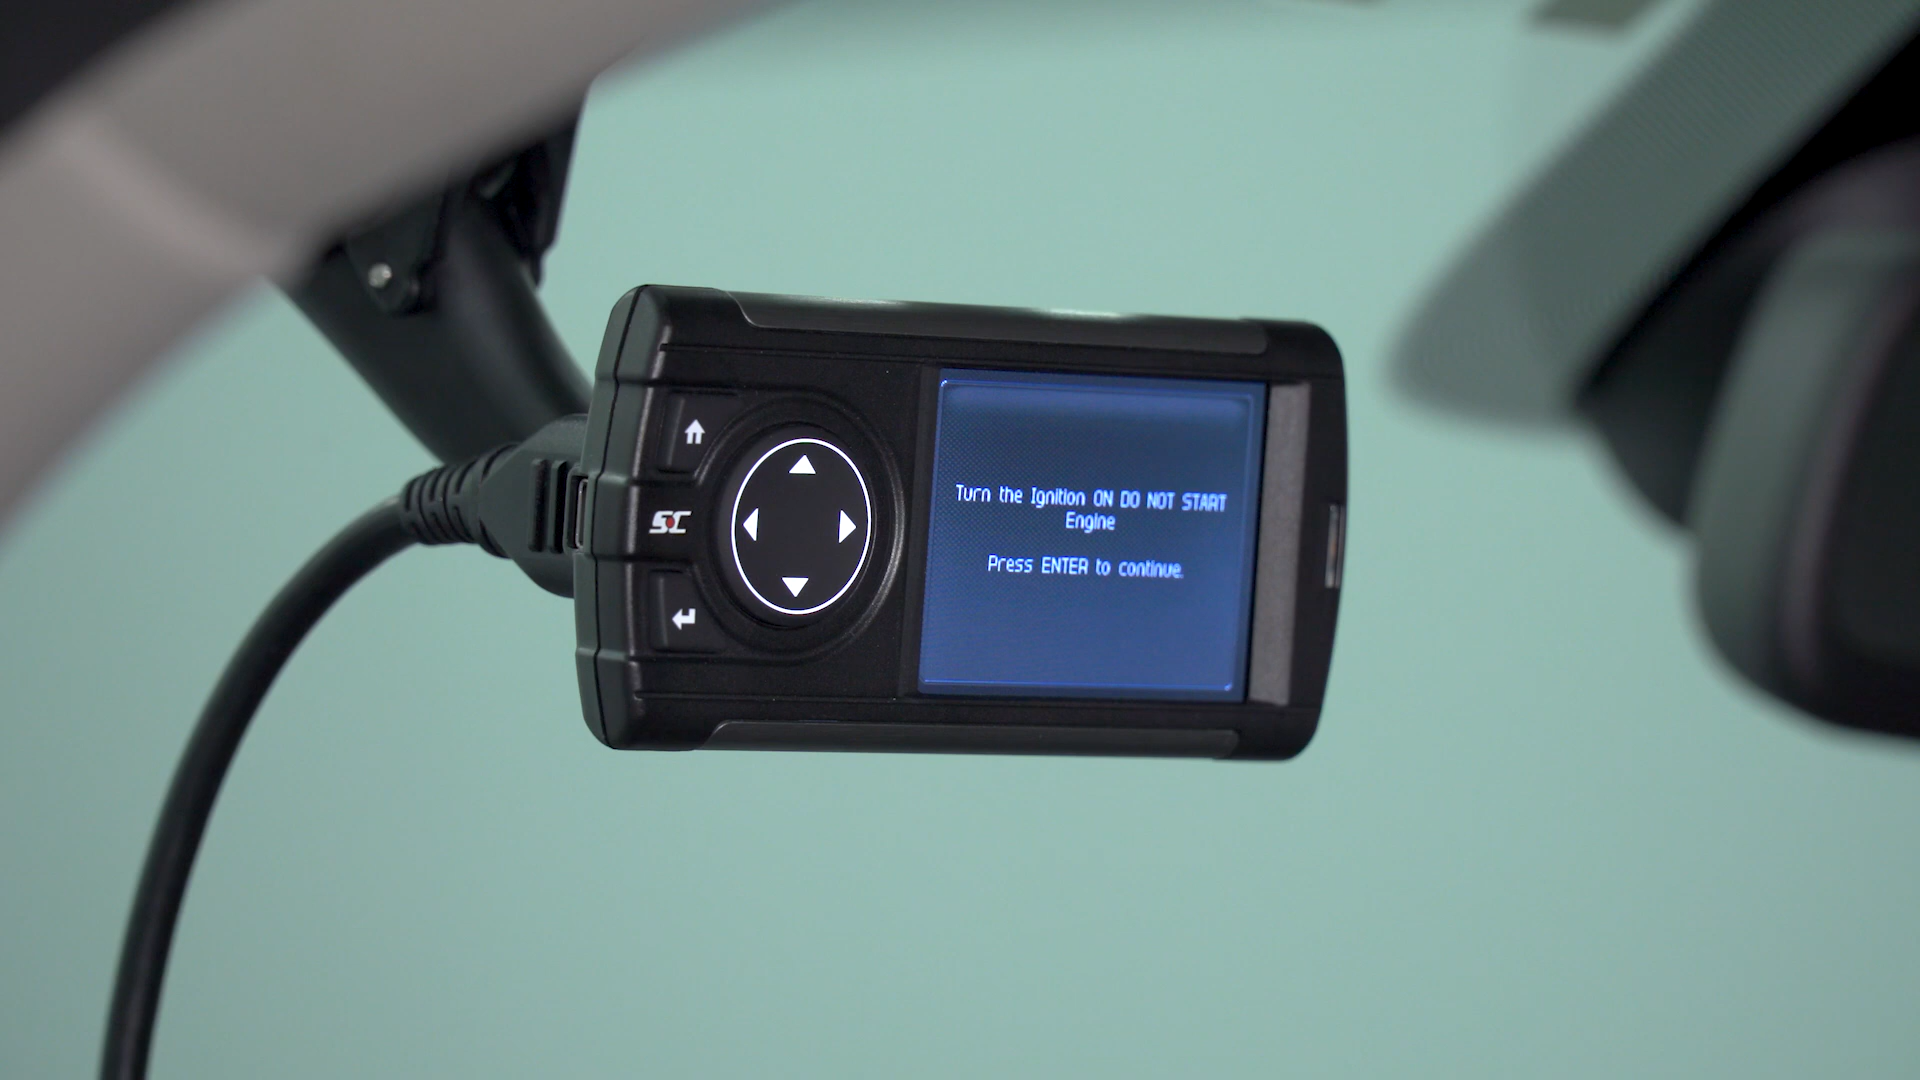 SC
Turn the Ignition ON DO NOT START
Engine
Press ENTER to continue.